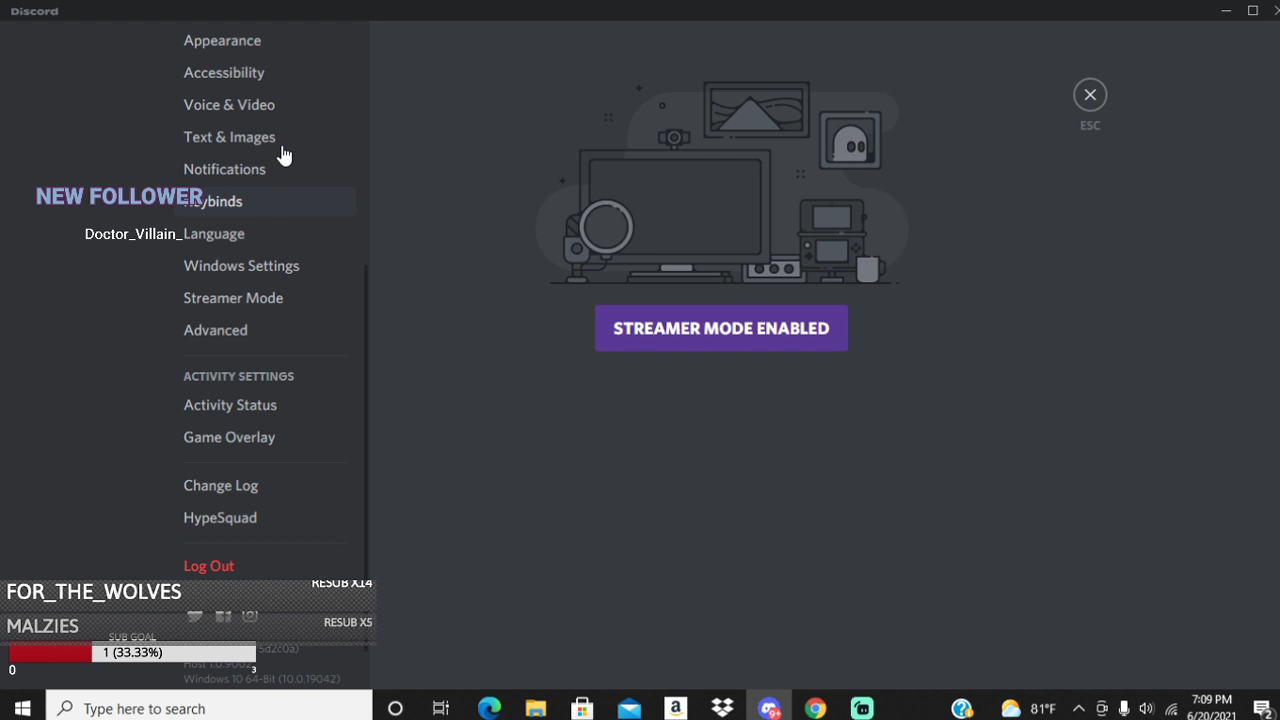 Discord
Appearance
Accessibility
Voice & Video
Text & Images
Notifications
NEW FOLLOWER
Doctor_Villain_
Language
Windows Settings
Streamer Mode
Advanced
ACTIVITY SETTINGS
Activity Status
Game Overlay
Change Log
HypeSquad
Log Out
ESC
STREAMER MODE ENABLED
FOR_THE_WOLVES
RESUB X14
MALZIES
RESUB X5
SUB GOAL
1 (33.33%)
0
3
Windows 10 64-Bit (10.0.19042)
Type here to search
a
9+
81°F
7:09 PM
6/20/2021
2